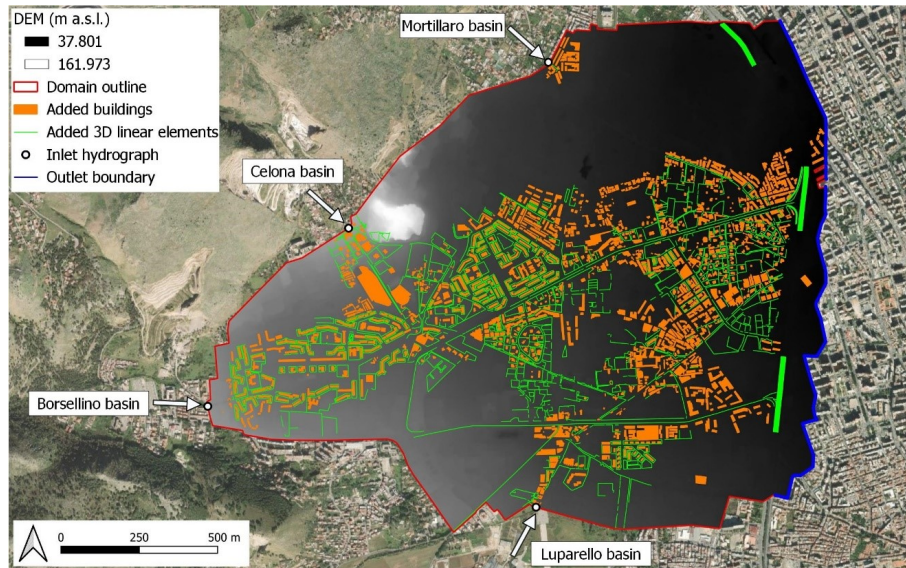 DEM (m a.s.l.)
37.801
161.973
Domain outline
Added buildings
Added 3D linear elements
Inlet hydrograph
Outlet boundary
Mortillaro basin
Celona basin
Borsellino basin
Luparello basin
0 250 500 m